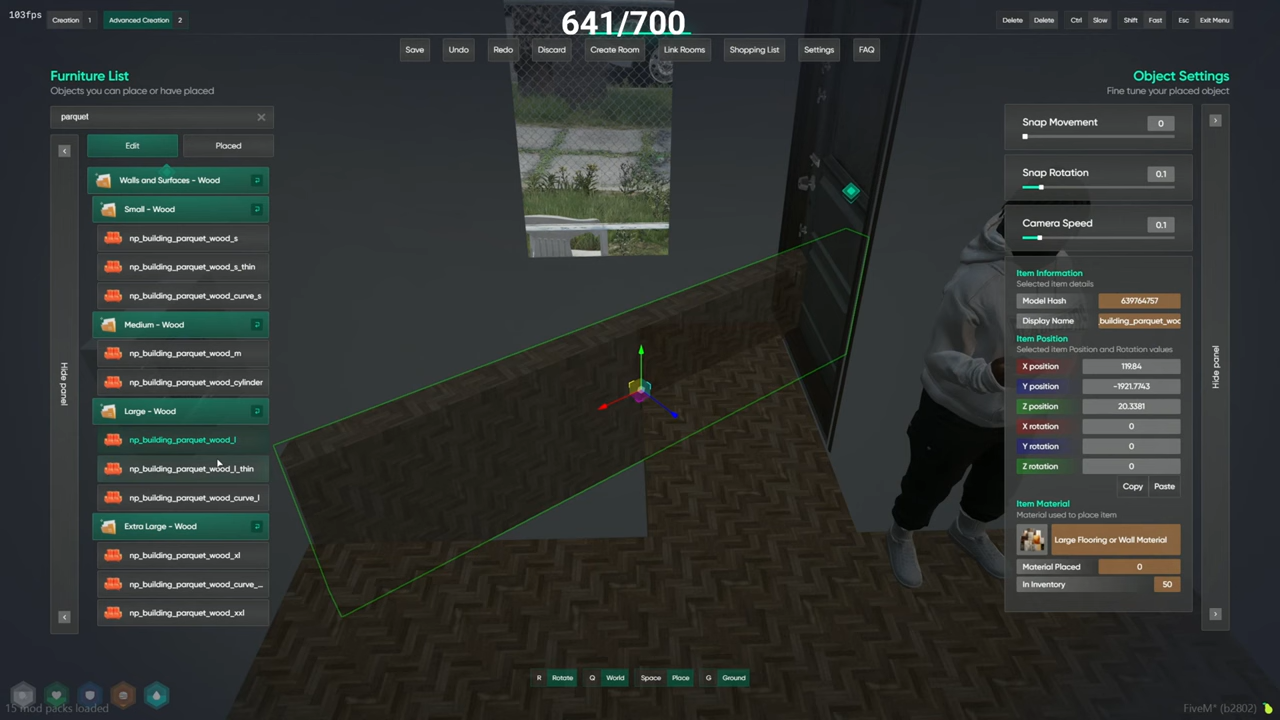 103fps
Creation 1 Advanced Creation 2
641/700
Delete Delete Ctrl Slow Shift Fast Esc Exit Menu
Save Undo Redo Discard Create Room Link Rooms Shopping List Settings FAQ
Furniture List
Objects you can place or have placed
parquet
Edit Placed
Walls and Surfaces - Wood
Small - Wood
np_building_parquet_wood_s
np_building_parquet_wood_s_thin
np_building_parquet_wood_curve_s
Medium - Wood
np_building_parquet_wood_m
np_building_parquet_wood_cylinder
Large - Wood
np_building_parquet_wood_l
np_building_parquet_wood_l_thin
np_building_parquet_wood_curve_l
Extra Large - Wood
np_building_parquet_wood_xl
np_building_parquet_wood_curve_...
np_building_parquet_wood_xxl
Hide panel
Object Settings
Fine tune your placed object
Snap Movement 0
Snap Rotation 0.1
Camera Speed 0.1
Item Information
Selected item details
Model Hash 639764757
Display Name building_parquet_woo
Item Position
Selected item Position and Rotation values
X position 119.84
Y position -1921.7743
Z position 20.3381
X rotation 0
Y rotation 0
Z rotation 0
Copy Paste
Item Material
Material used to place item
Large Flooring or Wall Material
Material Placed 0
In Inventory 50
Hide panel
R Rotate Q World Space Place G Ground
15 mod packs loaded
FiveM* (b2802)